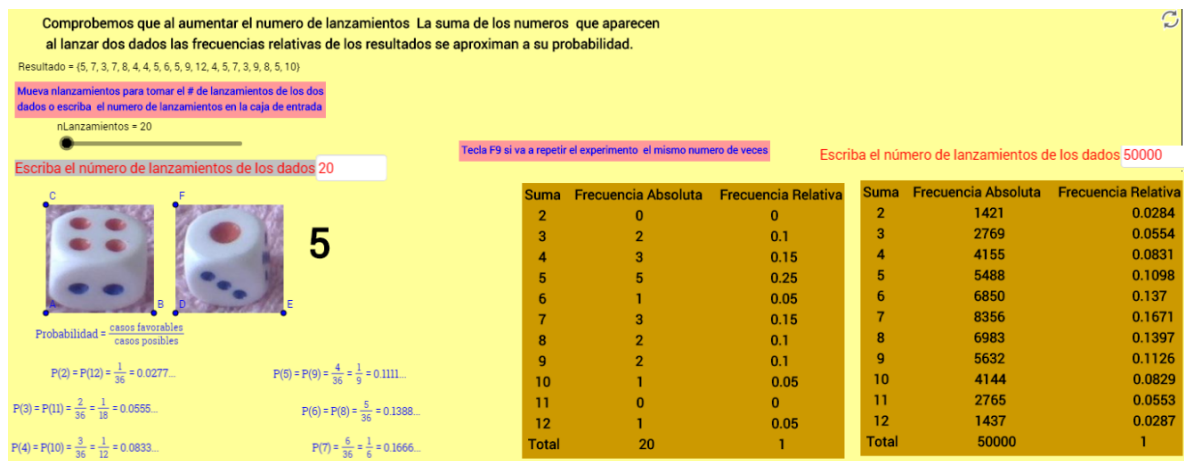 Comprobemos que al aumentar el numero de lanzamientos La suma de los numeros que aparecen
al lanzar dos dados las frecuencias relativas de los resultados se aproximan a su probabilidad.
Resultado = {5, 7, 3, 7, 8, 4, 4, 5, 6, 5, 9, 12, 4, 5, 7, 3, 9, 8, 5, 10}
Mueva nlanzamientos para tomar el # de lanzamientos de los dos
dados o escriba el numero de lanzamientos en la caja de entrada
nLanzamientos = 20
Escriba el número de lanzamientos de los dados 20
Tecla F9 si va a repetir el experimento el mismo numero de veces
Escriba el número de lanzamientos de los dados 50000
C F
5
A B D E
Probabilidad = casos favorables / casos posibles
P(2) = P(12) = 1/36 = 0.0277...
P(5) = P(9) = 4/36 = 1/9 = 0.1111...
P(3) = P(11) = 2/36 = 1/18 = 0.0555...
P(6) = P(8) = 5/36 = 0.1388...
P(4) = P(10) = 3/36 = 1/12 = 0.0833...
P(7) = 6/36 = 1/6 = 0.1666...
Suma Frecuencia Absoluta Frecuencia Relativa
2 0 0
3 2 0.1
4 3 0.15
5 5 0.25
6 1 0.05
7 3 0.15
8 2 0.1
9 2 0.1
10 1 0.05
11 0 0
12 1 0.05
Total 20 1
Suma Frecuencia Absoluta Frecuencia Relativa
2 1421 0.0284
3 2769 0.0554
4 4155 0.0831
5 5488 0.1098
6 6850 0.137
7 8356 0.1671
8 6983 0.1397
9 5632 0.1126
10 4144 0.0829
11 2765 0.0553
12 1437 0.0287
Total 50000 1